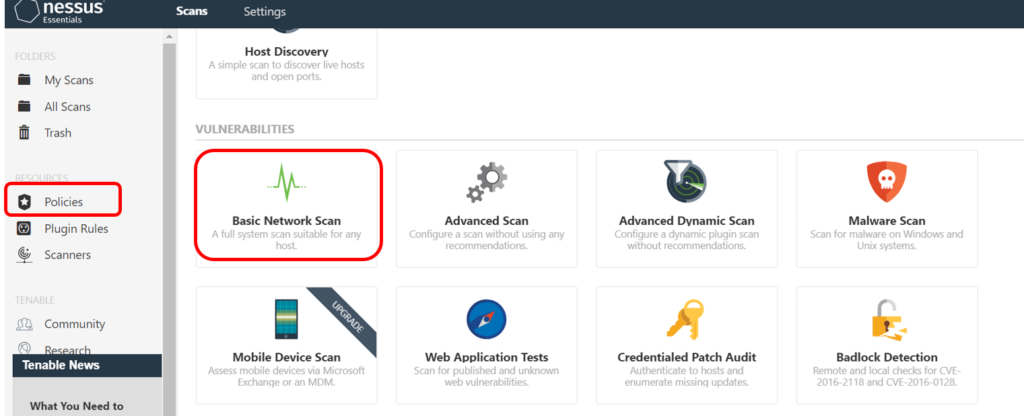 nessus
Essentials
Scans
Settings
FOLDERS
My Scans
All Scans
Trash
RESOURCES
Policies
Plugin Rules
Scanners
TENABLE
Community
Research
Tenable News
What You Need to
Host Discovery
A simple scan to discover live hosts
and open ports.
VULNERABILITIES
Basic Network Scan
A full system scan suitable for any
host.
Advanced Scan
Configure a scan without using any
recommendations.
Advanced Dynamic Scan
Configure a dynamic plugin scan
without recommendations.
Malware Scan
Scan for malware on Windows and
Unix systems.
UPGRADE
Mobile Device Scan
Assess mobile devices via Microsoft
Exchange or an MDM.
Web Application Tests
Scan for published and unknown
web vulnerabilities.
Credentialed Patch Audit
Authenticate to hosts and
enumerate missing updates.
Badlock Detection
Remote and local checks for CVE-
2016-2118 and CVE-2016-0128.